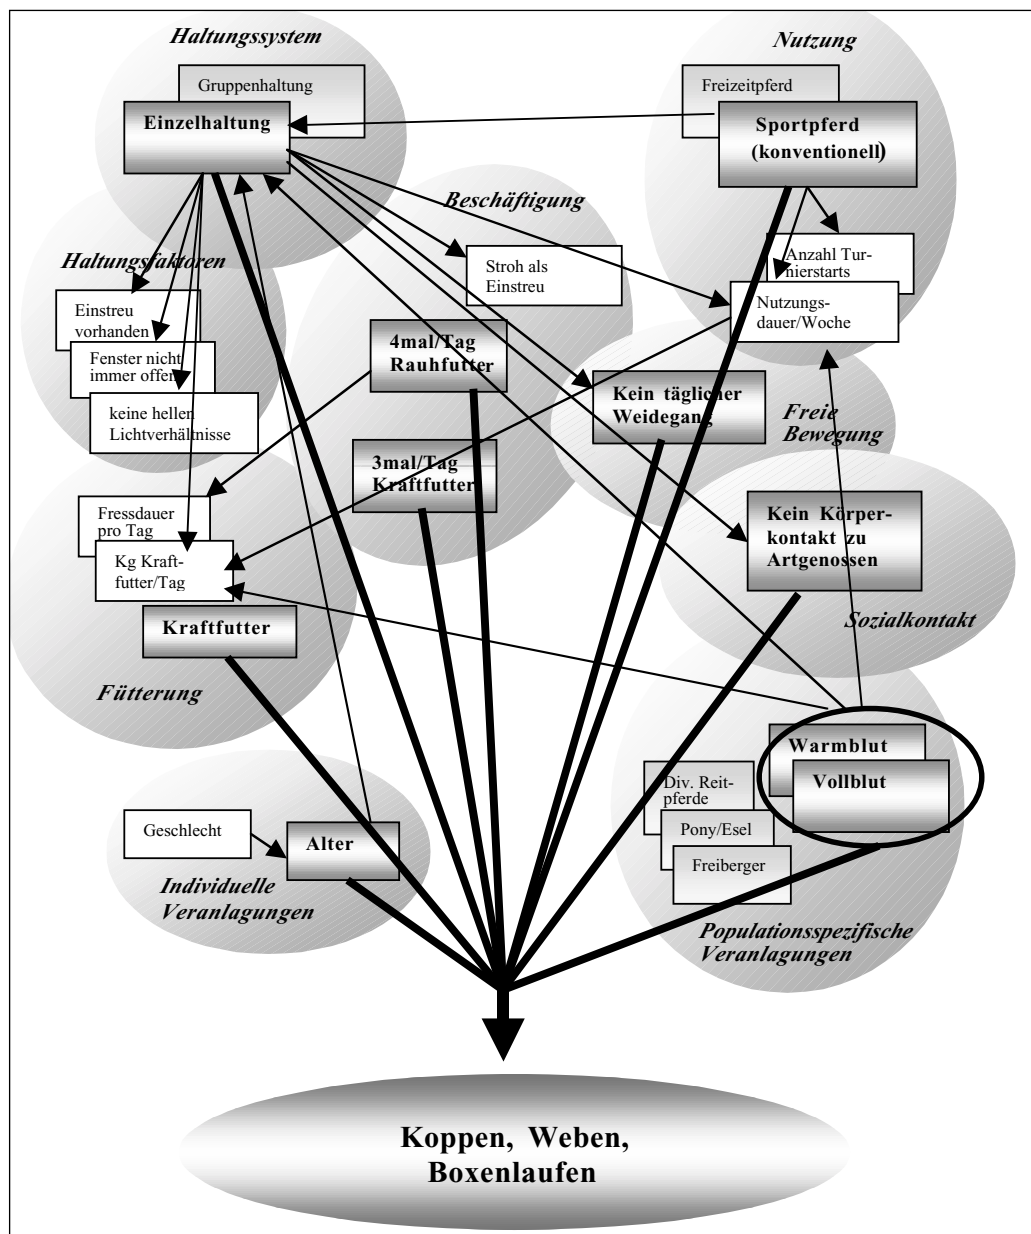 Haltungssystem
Nutzung
Gruppenhaltung
Freizeitpferd
Einzelhaltung
Sportpferd
(konventionell)
Beschäftigung
Haltungsfaktoren
Anzahl Tur-
nierstarts
Stroh als
Einstreu
Einstreu
vorhanden
Nutzungs-
dauer/Woche
4mal/Tag
Rauhfutter
Fenster nicht
immer offen
Kein täglicher
Weidegang
Freie
Bewegung
keine hellen
Lichtverhältnisse
3mal/Tag
Kraftfutter
Fressdauer
pro Tag
Kein Körper-
kontakt zu
Artgenossen
Kg Kraft-
futter/Tag
Kraftfutter
Sozialkontakt
Fütterung
Warmblut
Vollblut
Div. Reit-
pferde
Pony/Esel
Freiberger
Geschlecht
Alter
Individuelle
Veranlagungen
Populationsspezifische
Veranlagungen
Koppen, Weben,
Boxenlaufen